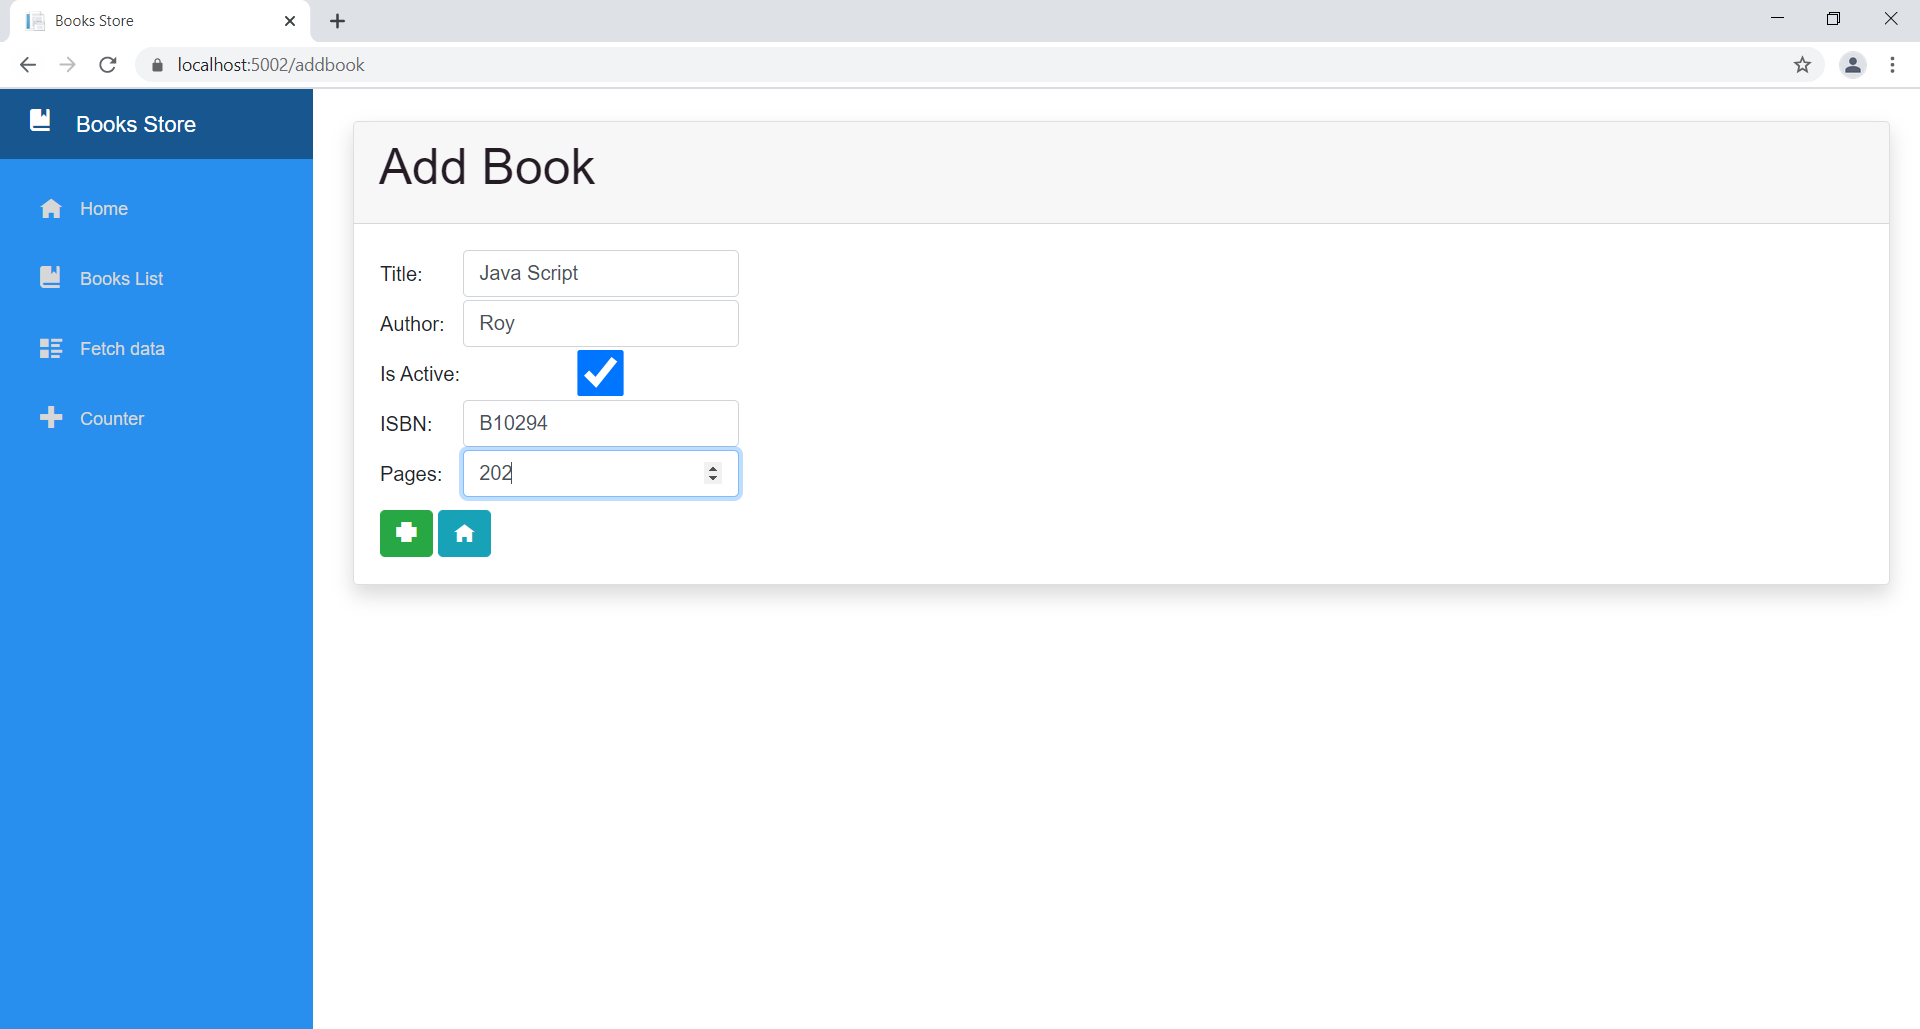 Books Store
localhost:5002/addbook
Books Store
Home
Books List
Fetch data
Counter
Add Book
Title: Java Script
Author: Roy
Is Active:
ISBN: B10294
Pages: 202